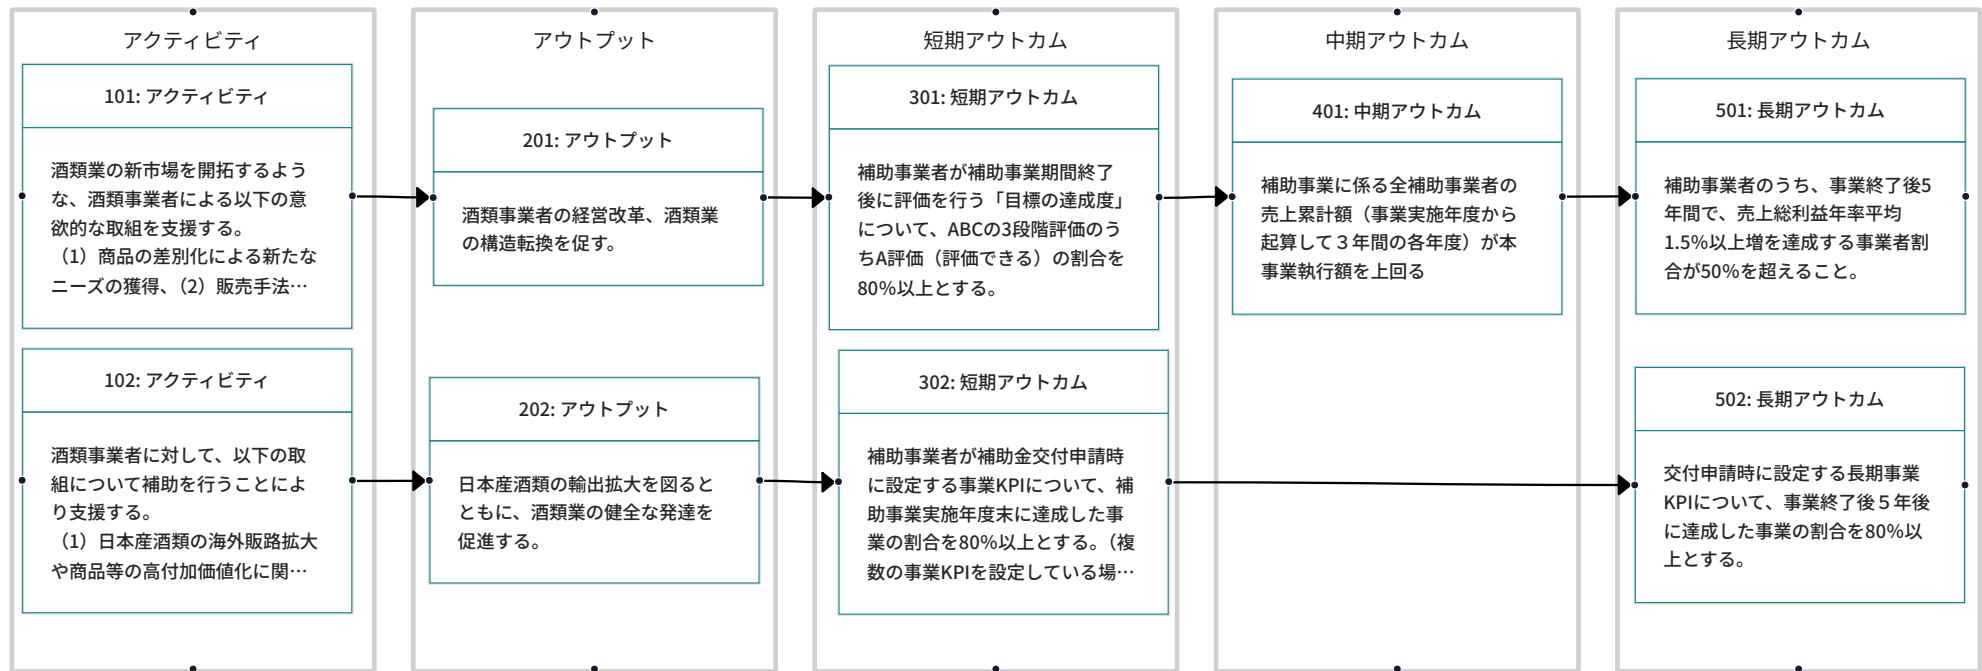 アクティビティ
101: アクティビティ
酒類業の新市場を開拓するよう
な、酒類事業者による以下の意
欲的な取組を支援する。
（1）商品の差別化による新たな
ニーズの獲得、（2）販売手法…
102: アクティビティ
酒類事業者に対して、以下の取
組について補助を行うことによ
り支援する。
（1）日本産酒類の海外販路拡大
や商品等の高付加価値化に関…
アウトプット
201: アウトプット
酒類事業者の経営改革、酒類業
の構造転換を促す。
202: アウトプット
日本産酒類の輸出拡大を図ると
ともに、酒類業の健全な発達を
促進する。
短期アウトカム
301: 短期アウトカム
補助事業者が補助事業期間終了
後に評価を行う「目標の達成度」
について、ABCの3段階評価のう
ちA評価（評価できる）の割合を
80％以上とする。
302: 短期アウトカム
補助事業者が補助金交付申請時
に設定する事業KPIについて、補
助事業実施年度末に達成した事
業の割合を80％以上とする。（複
数の事業KPIを設定している場…
中期アウトカム
401: 中期アウトカム
補助事業に係る全補助事業者の
売上累計額（事業実施年度から
起算して３年間の各年度）が本
事業執行額を上回る
長期アウトカム
501: 長期アウトカム
補助事業者のうち、事業終了後5
年間で、売上総利益年率平均
1.5％以上増を達成する事業者割
合が50％を超えること。
502: 長期アウトカム
交付申請時に設定する長期事業
KPIについて、事業終了後５年後
に達成した事業の割合を80％以
上とする。